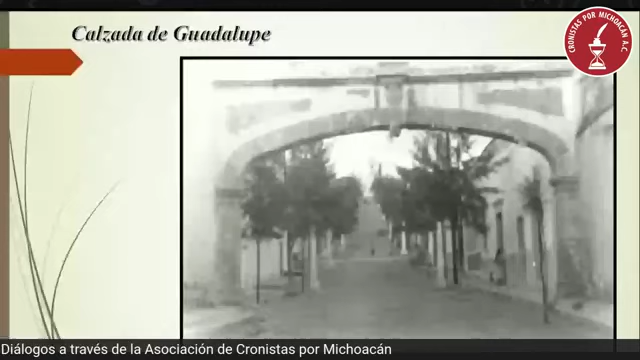 Calzada de Guadalupe
CRONISTAS POR MICHOACÁN A.C
Diálogos a través de la Asociación de Cronistas por Michoacán